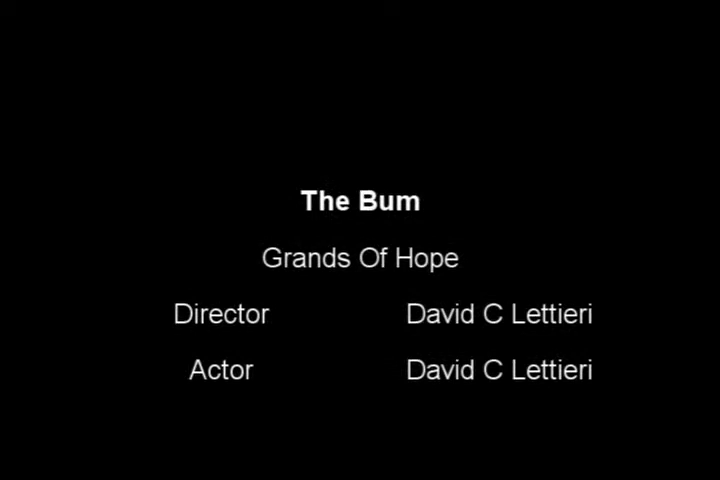 The Bum
Grands Of Hope
Director David C Lettieri
Actor David C Lettieri